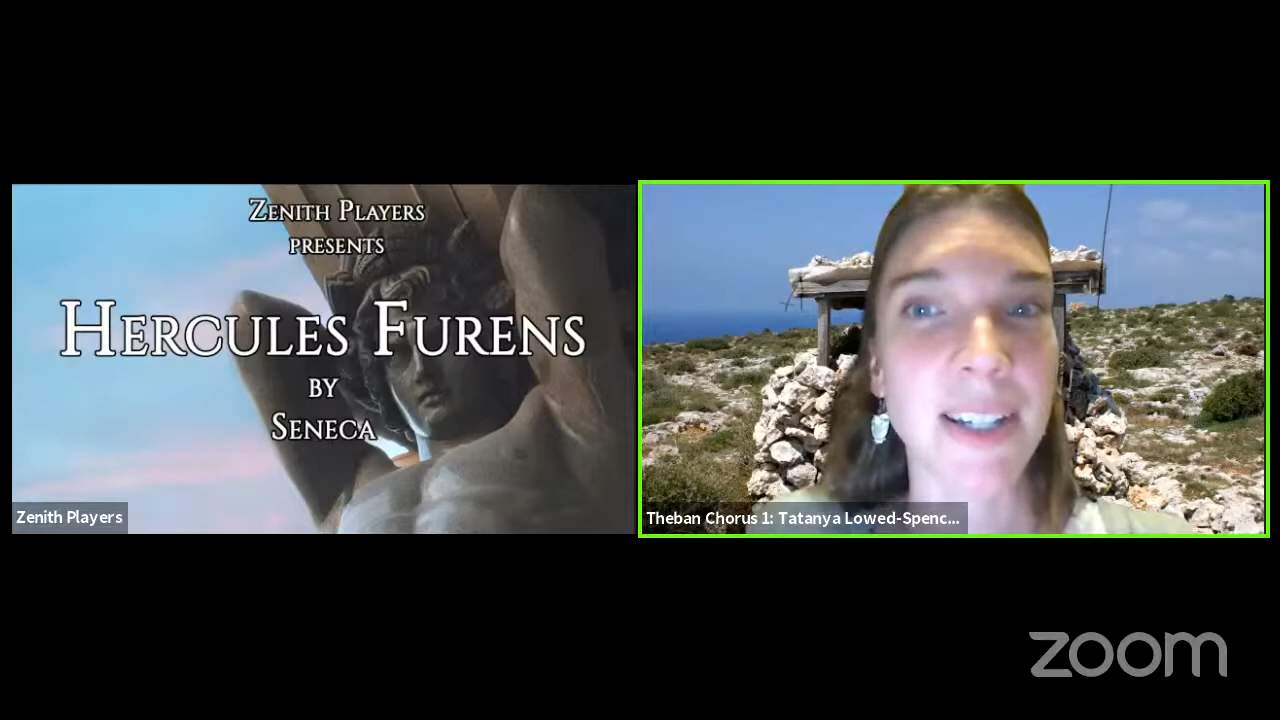 Zenith Players
presents
Hercules Furens
by
Seneca
Zenith Players
Theban Chorus 1: Tatanya Lowed-Spenc...
zoom